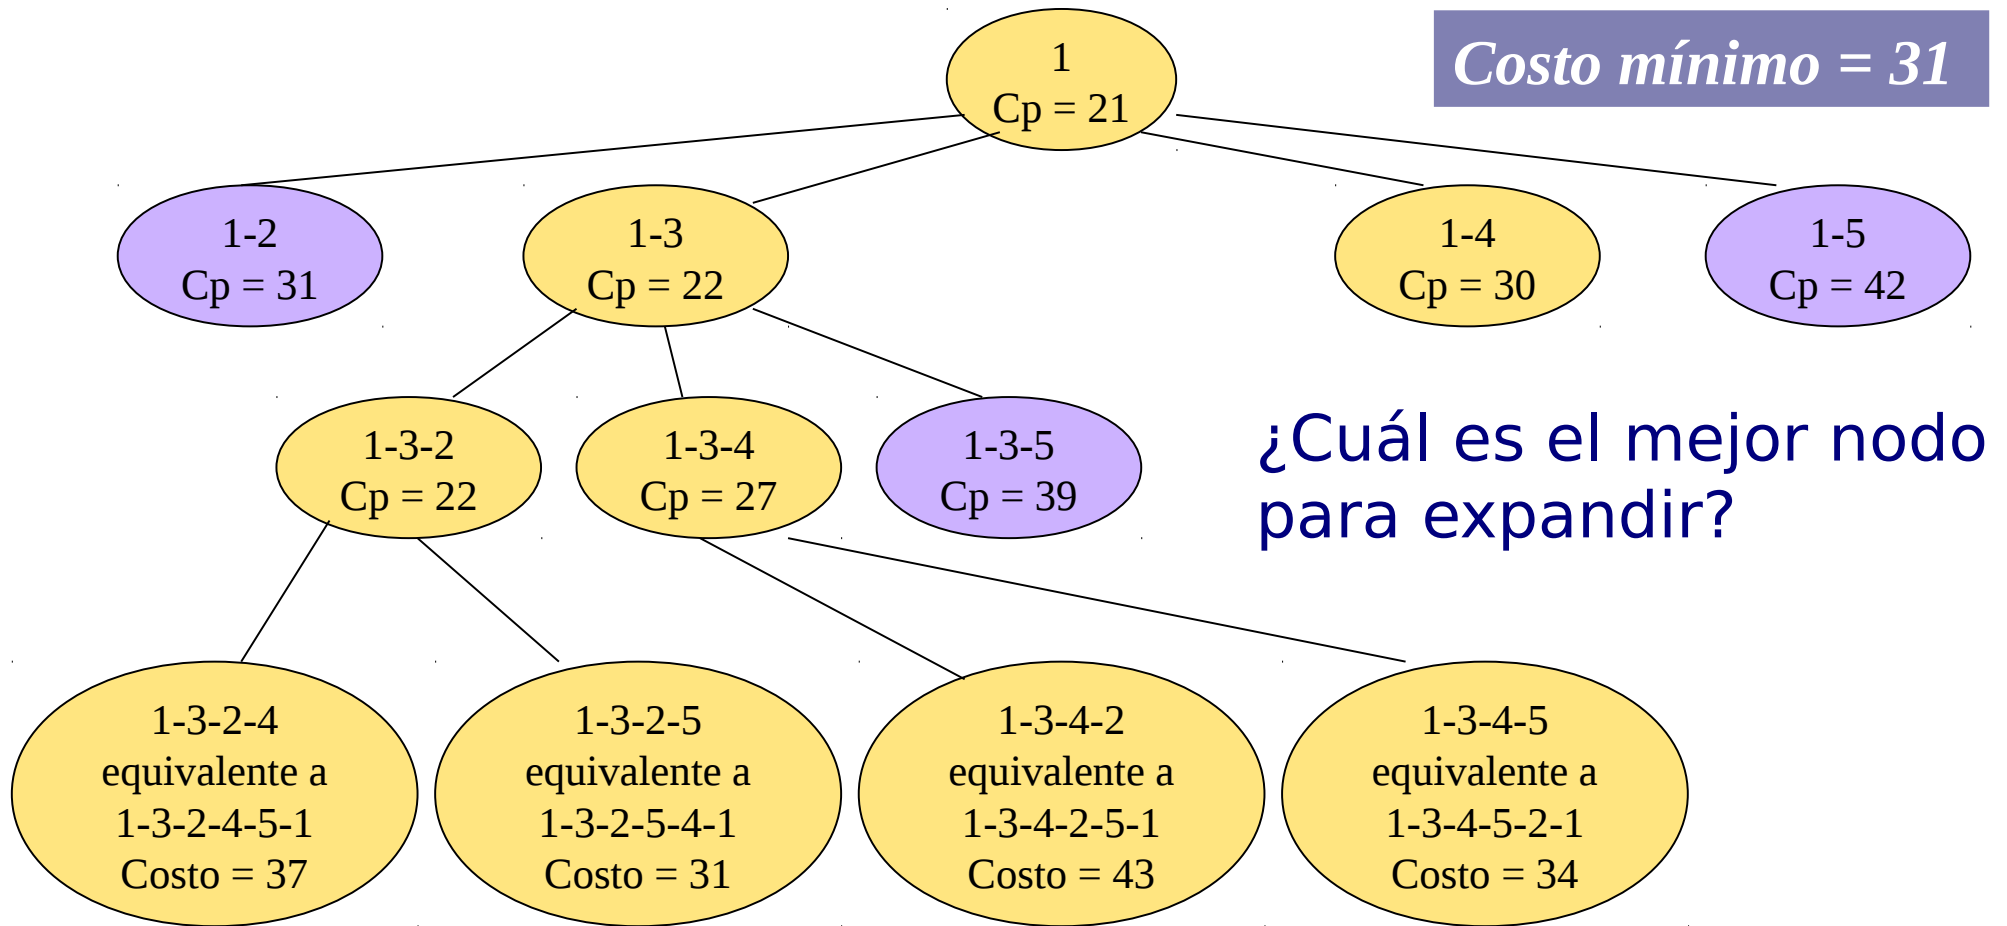 1
Cp = 21
Costo mínimo = 31
1-2
Cp = 31
1-3
Cp = 22
1-4
Cp = 30
1-5
Cp = 42
1-3-2
Cp = 22
1-3-4
Cp = 27
1-3-5
Cp = 39
¿Cuál es el mejor nodo
para expandir?
1-3-2-4
equivalente a
1-3-2-4-5-1
Costo = 37
1-3-2-5
equivalente a
1-3-2-5-4-1
Costo = 31
1-3-4-2
equivalente a
1-3-4-2-5-1
Costo = 43
1-3-4-5
equivalente a
1-3-4-5-2-1
Costo = 34